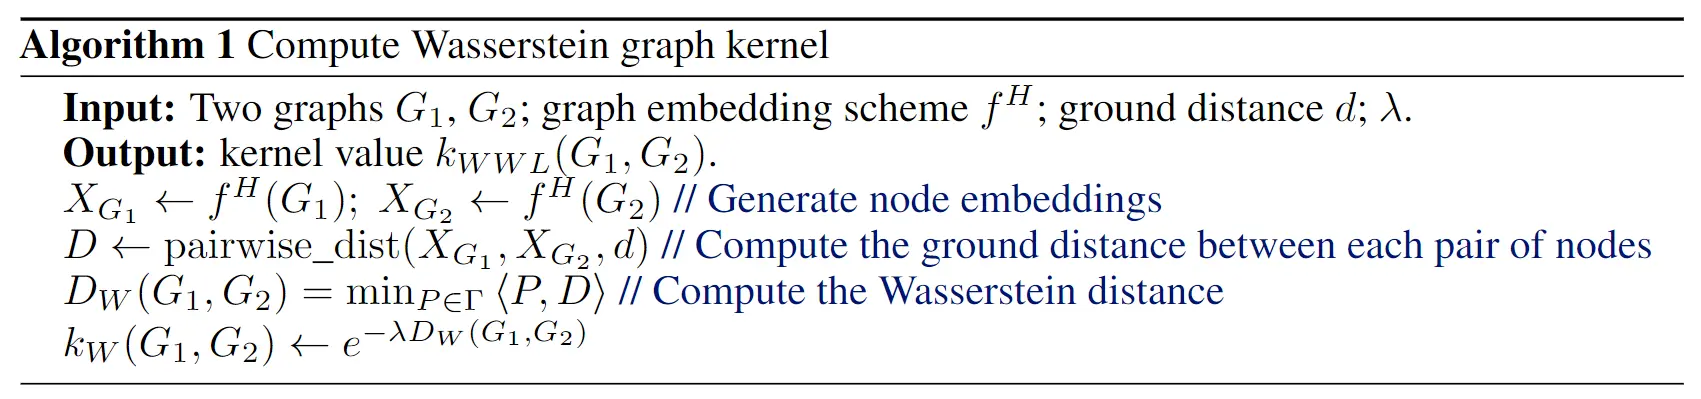 Algorithm 1 Compute Wasserstein graph kernel
Input: Two graphs $G_1$, $G_2$; graph embedding scheme $f^H$; ground distance $d$; $\lambda$.
Output: kernel value $k_{WWL}(G_1, G_2)$.
$X_{G_1} \leftarrow f^H(G_1);\ X_{G_2} \leftarrow f^H(G_2)$ // Generate node embeddings
$D \leftarrow \text{pairwise\_dist}(X_{G_1}, X_{G_2}, d)$ // Compute the ground distance between each pair of nodes
$D_W(G_1, G_2) = \min_{P \in \Gamma} \langle P, D \rangle$ // Compute the Wasserstein distance
$k_W(G_1, G_2) \leftarrow e^{-\lambda D_W(G_1, G_2)}$